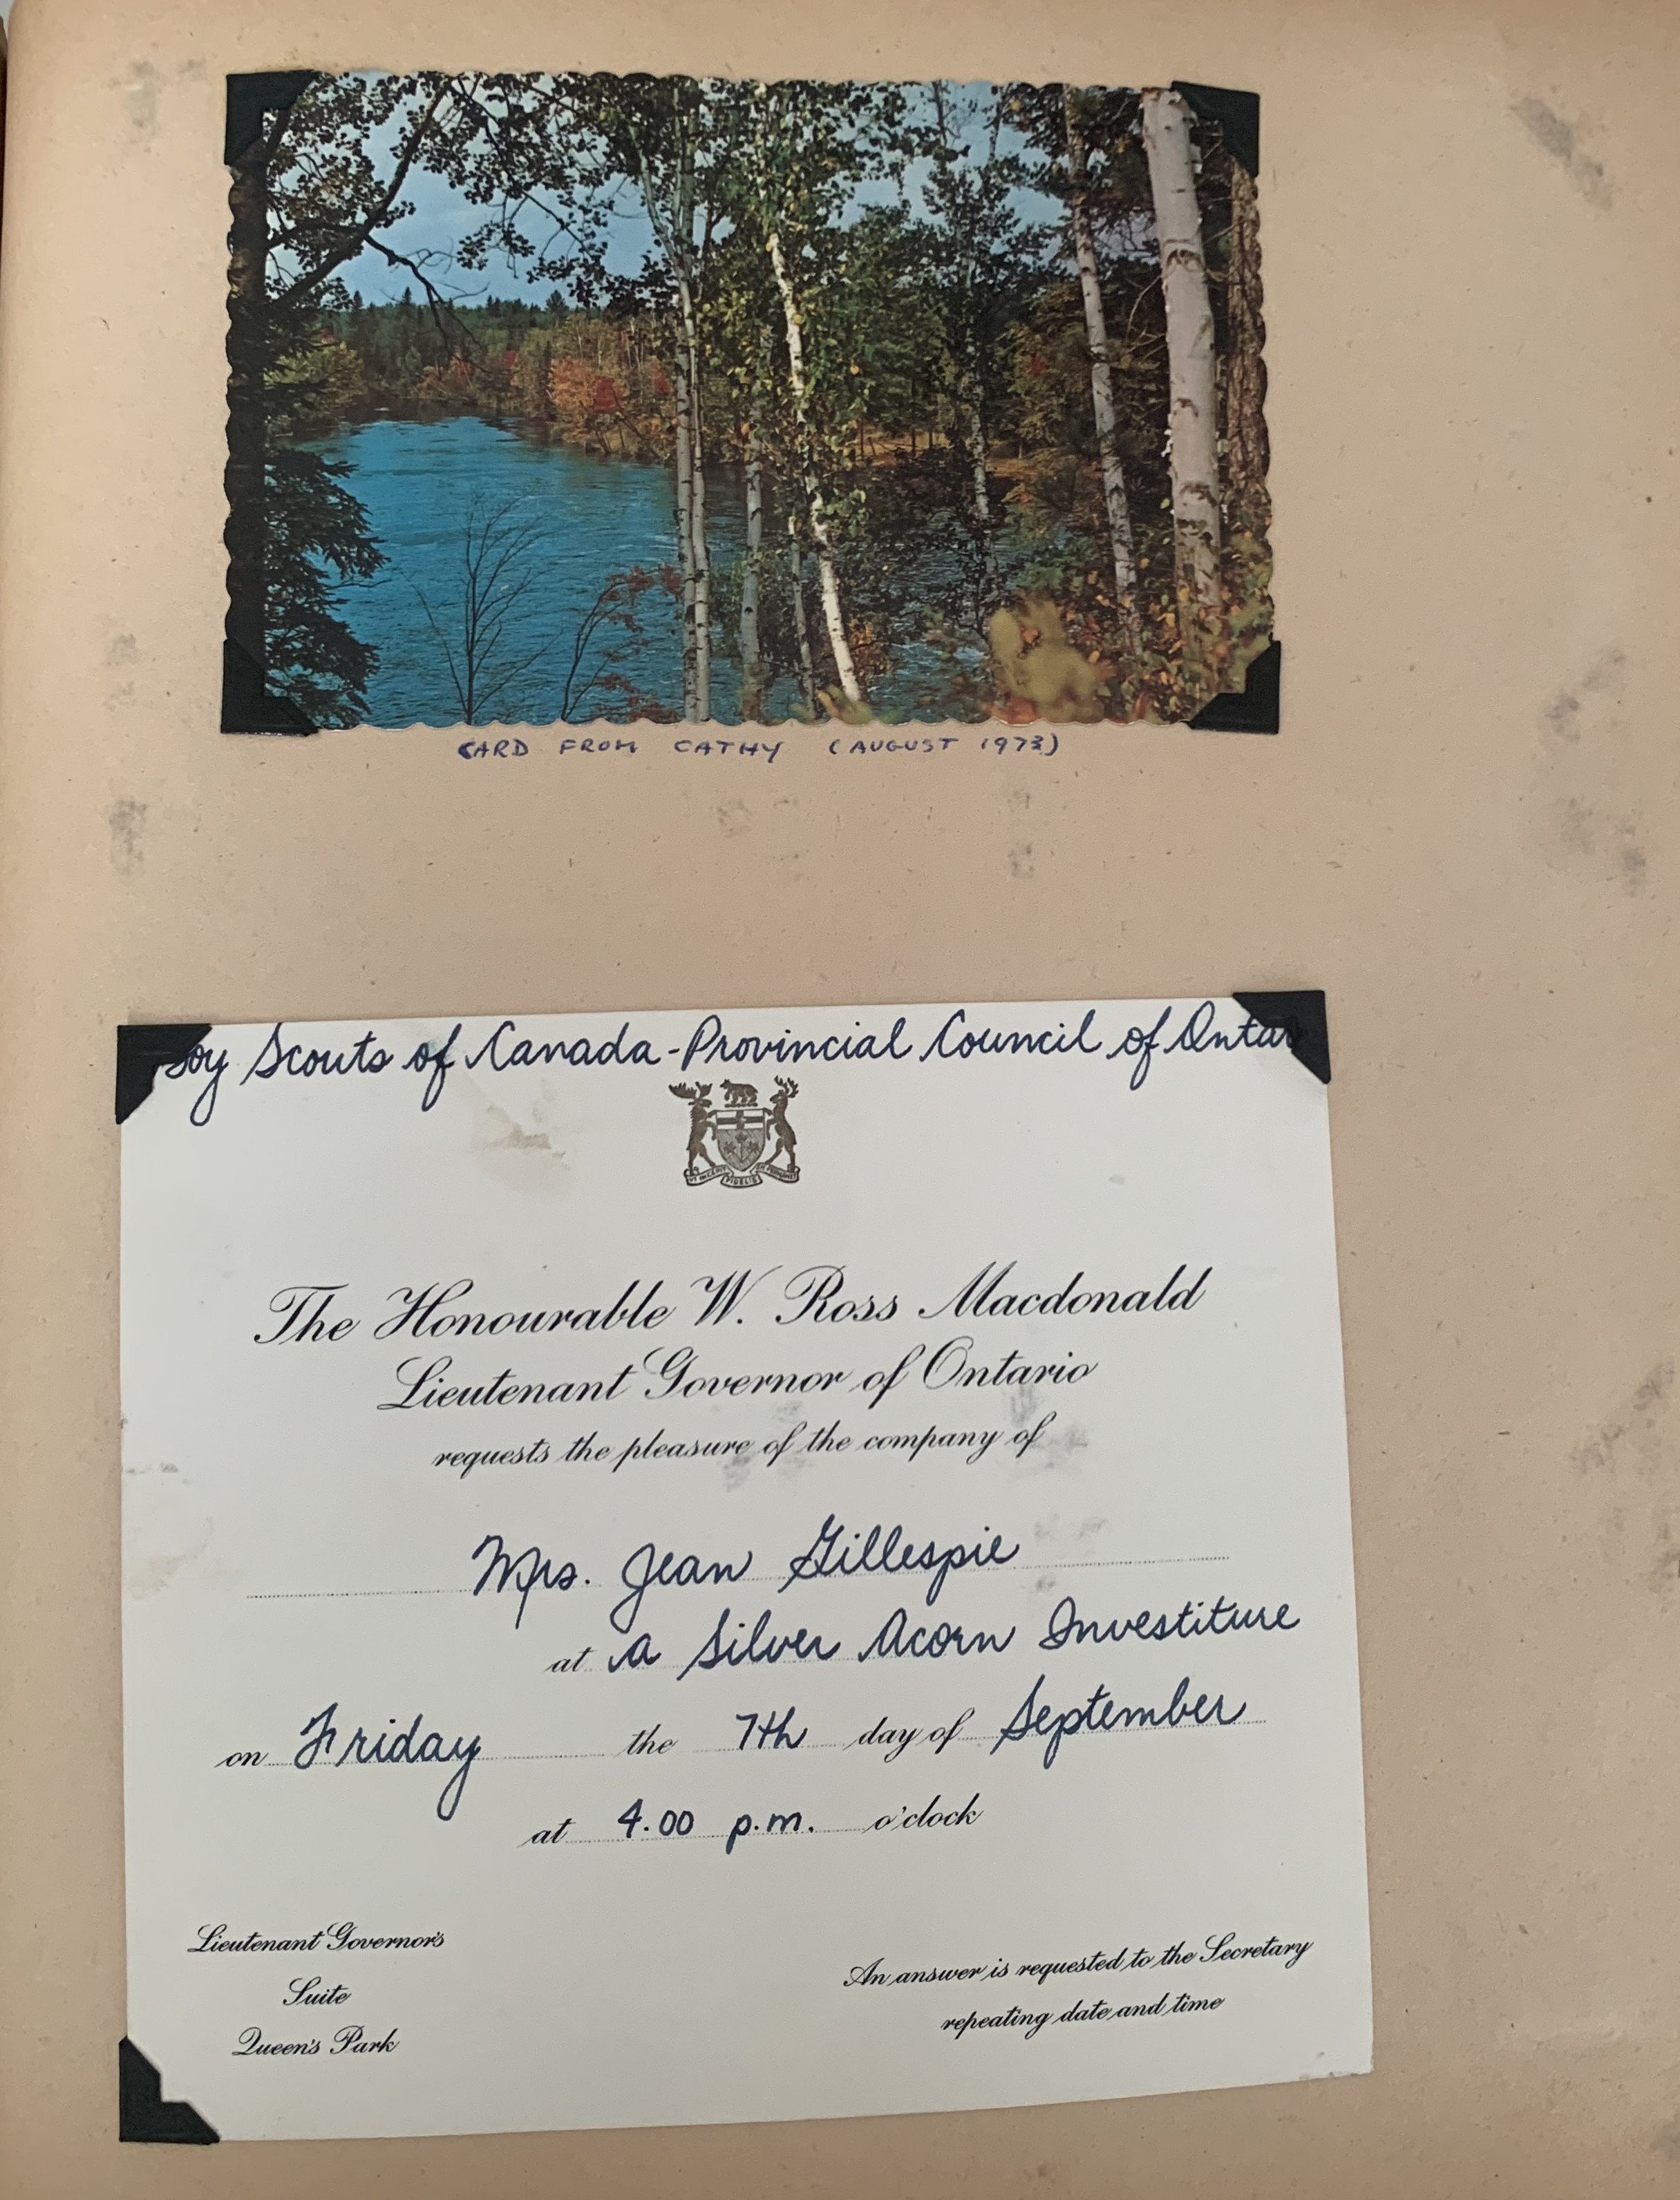 CARD FROM CATHY (AUGUST 1973)
oy Scouts of Canada - Provincial Council of Ontar
The Honourable W. Ross Macdonald
Lieutenant Governor of Ontario
requests the pleasure of the company of
Mrs. Jean Gillespie
at a Silver Acorn Investiture
on Friday the 7th day of September
at 4.00 p.m. o'clock
Lieutenant Governor's
Suite
Queen's Park
An answer is requested to the Secretary
repeating date and time